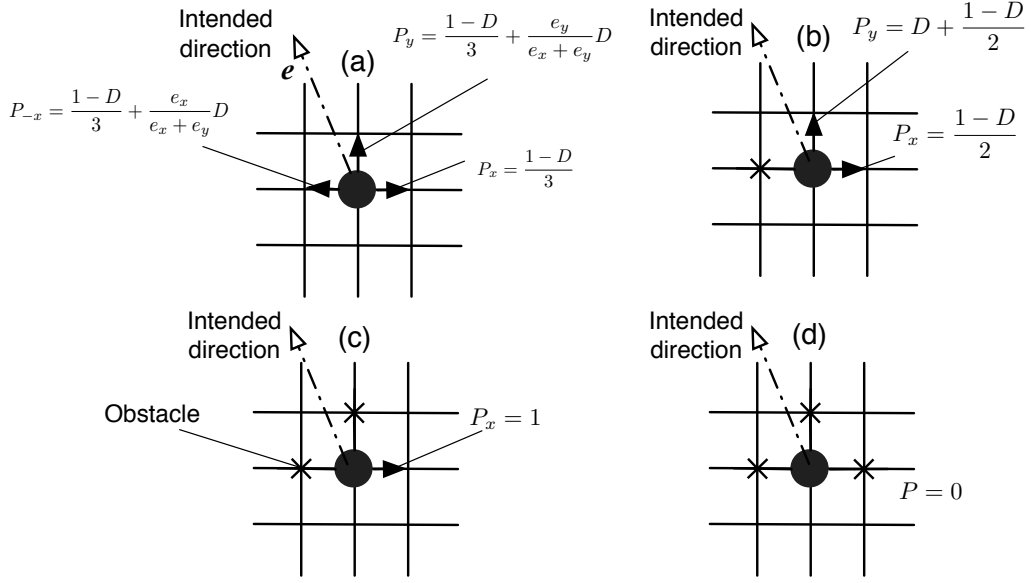 Intended
direction
e
(a)
P_y = \frac{1-D}{3} + \frac{e_y}{e_x+e_y}D
P_{-x} = \frac{1-D}{3} + \frac{e_x}{e_x+e_y}D
P_x = \frac{1-D}{3}
Intended
direction
(b)
P_y = D + \frac{1-D}{2}
P_x = \frac{1-D}{2}
Intended
direction
(c)
Obstacle
P_x = 1
Intended
direction
(d)
P = 0